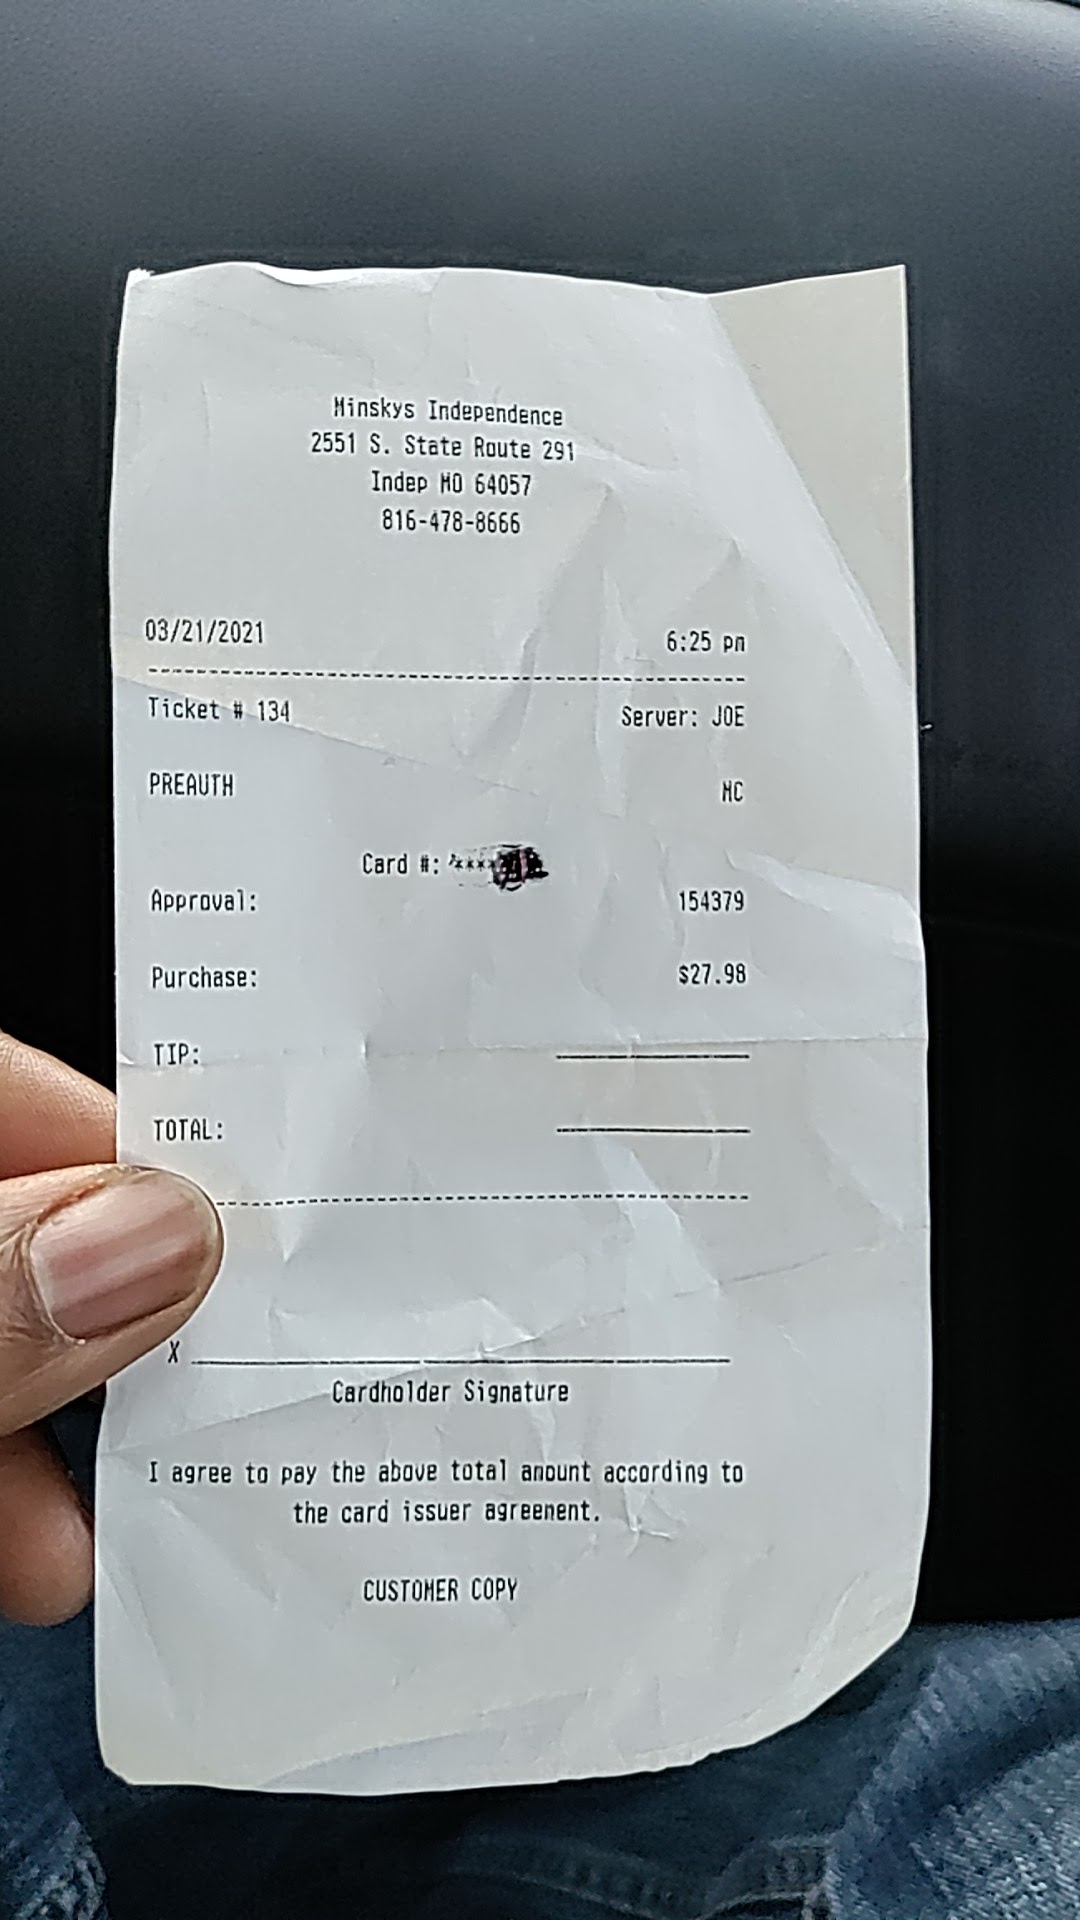 Minskys Independence
2551 S. State Route 291
Indep MO 64057
816-478-8666
03/21/2021 6:25 pm
Ticket # 134 Server: JOE
PREAUTH MC
Card #: ****
Approval: 154379
Purchase: $27.98
TIP:
TOTAL:
X
Cardholder Signature
I agree to pay the above total amount according to
the card issuer agreement.
CUSTOMER COPY